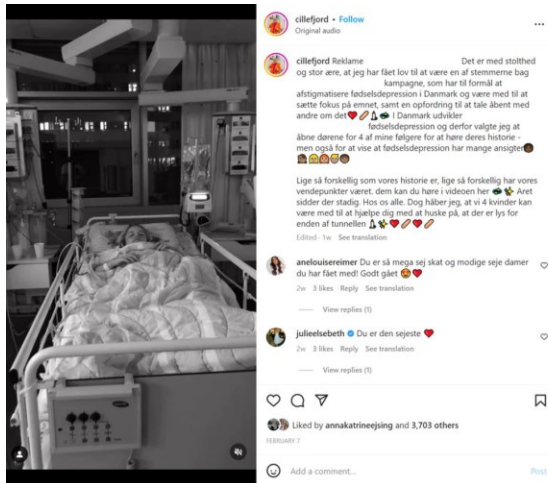 cillefjord • Follow
Original audio
cillefjord Reklame Det er med stolthed
og stor ære, at jeg har fået lov til at være en af stemmerne bag
kampagne, som har til formål at
afstigmatisere fødselsdepression i Danmark og være med til at
sætte fokus på emnet, samt en opfordring til at tale åbent med
andre om det I Danmark udvikler
fødselsdepression og derfor valgte jeg at
åbne dørene for 4 af mine følgere for at høre deres historie -
men også for at vise at fødselsdepression har mange ansigter
Lige så forskellig som vores historie er, lige så forskellig har vores
vendepunkter været. dem kan du høre i videoen her Aret
sidder der stadig. Hos os alle. Dog håber jeg, at vi 4 kvinder kan
være med til at hjælpe dig med at huske på, at der er lys for
enden af tunnellen
Edited · 1w See translation
anelouisereimer Du er så mega sej skat og modige seje damer
du har fået med! Godt gået
2w 3 likes Reply See translation
View replies (1)
julieelsebeth Du er den sejeste
2w 3 likes Reply See translation
View replies (1)
Liked by annakatrineejsing and 3,703 others
FEBRUARY 7
Add a comment...
Post